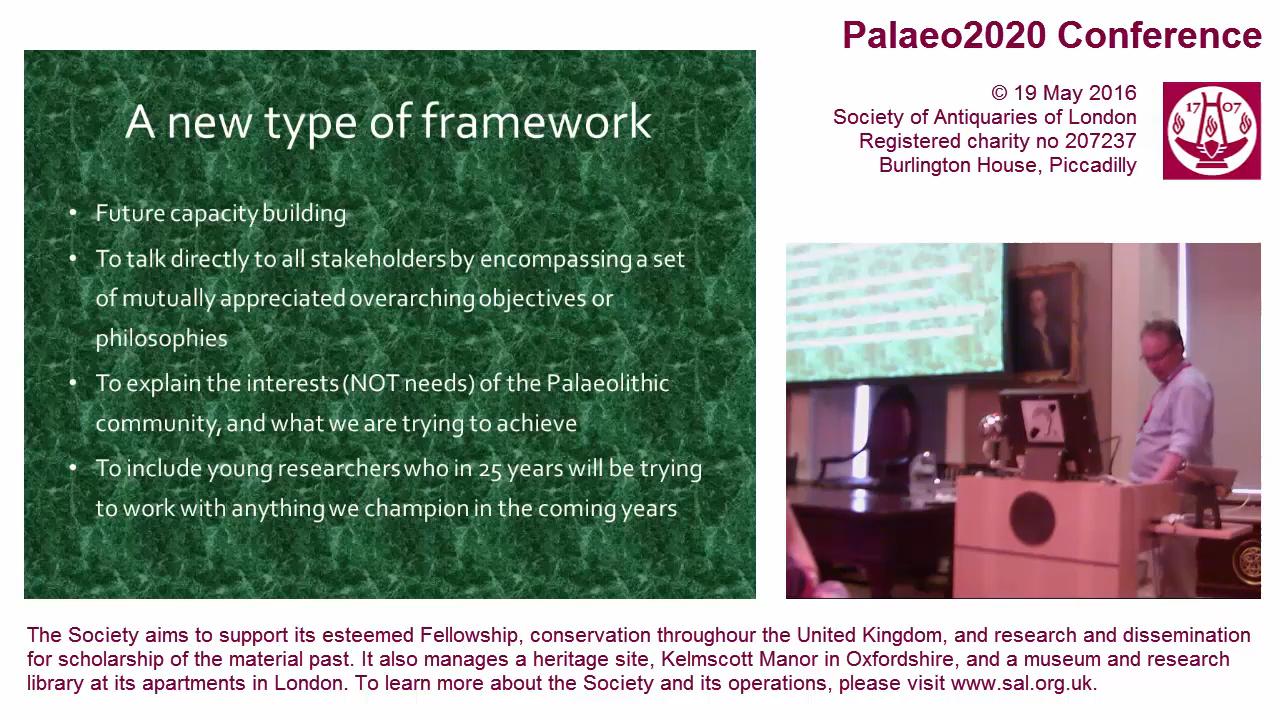 Palaeo2020 Conference
© 19 May 2016
Society of Antiquaries of London
Registered charity no 207237
Burlington House, Piccadilly
17 07
A new type of framework
• Future capacity building
• To talk directly to all stakeholders by encompassing a set
of mutually appreciated overarching objectives or
philosophies
• To explain the interests (NOT needs) of the Palaeolithic
community, and what we are trying to achieve
• To include young researchers who in 25 years will be trying
to work with anything we champion in the coming years
The Society aims to support its esteemed Fellowship, conservation throughour the United Kingdom, and research and dissemination
for scholarship of the material past. It also manages a heritage site, Kelmscott Manor in Oxfordshire, and a museum and research
library at its apartments in London. To learn more about the Society and its operations, please visit www.sal.org.uk.